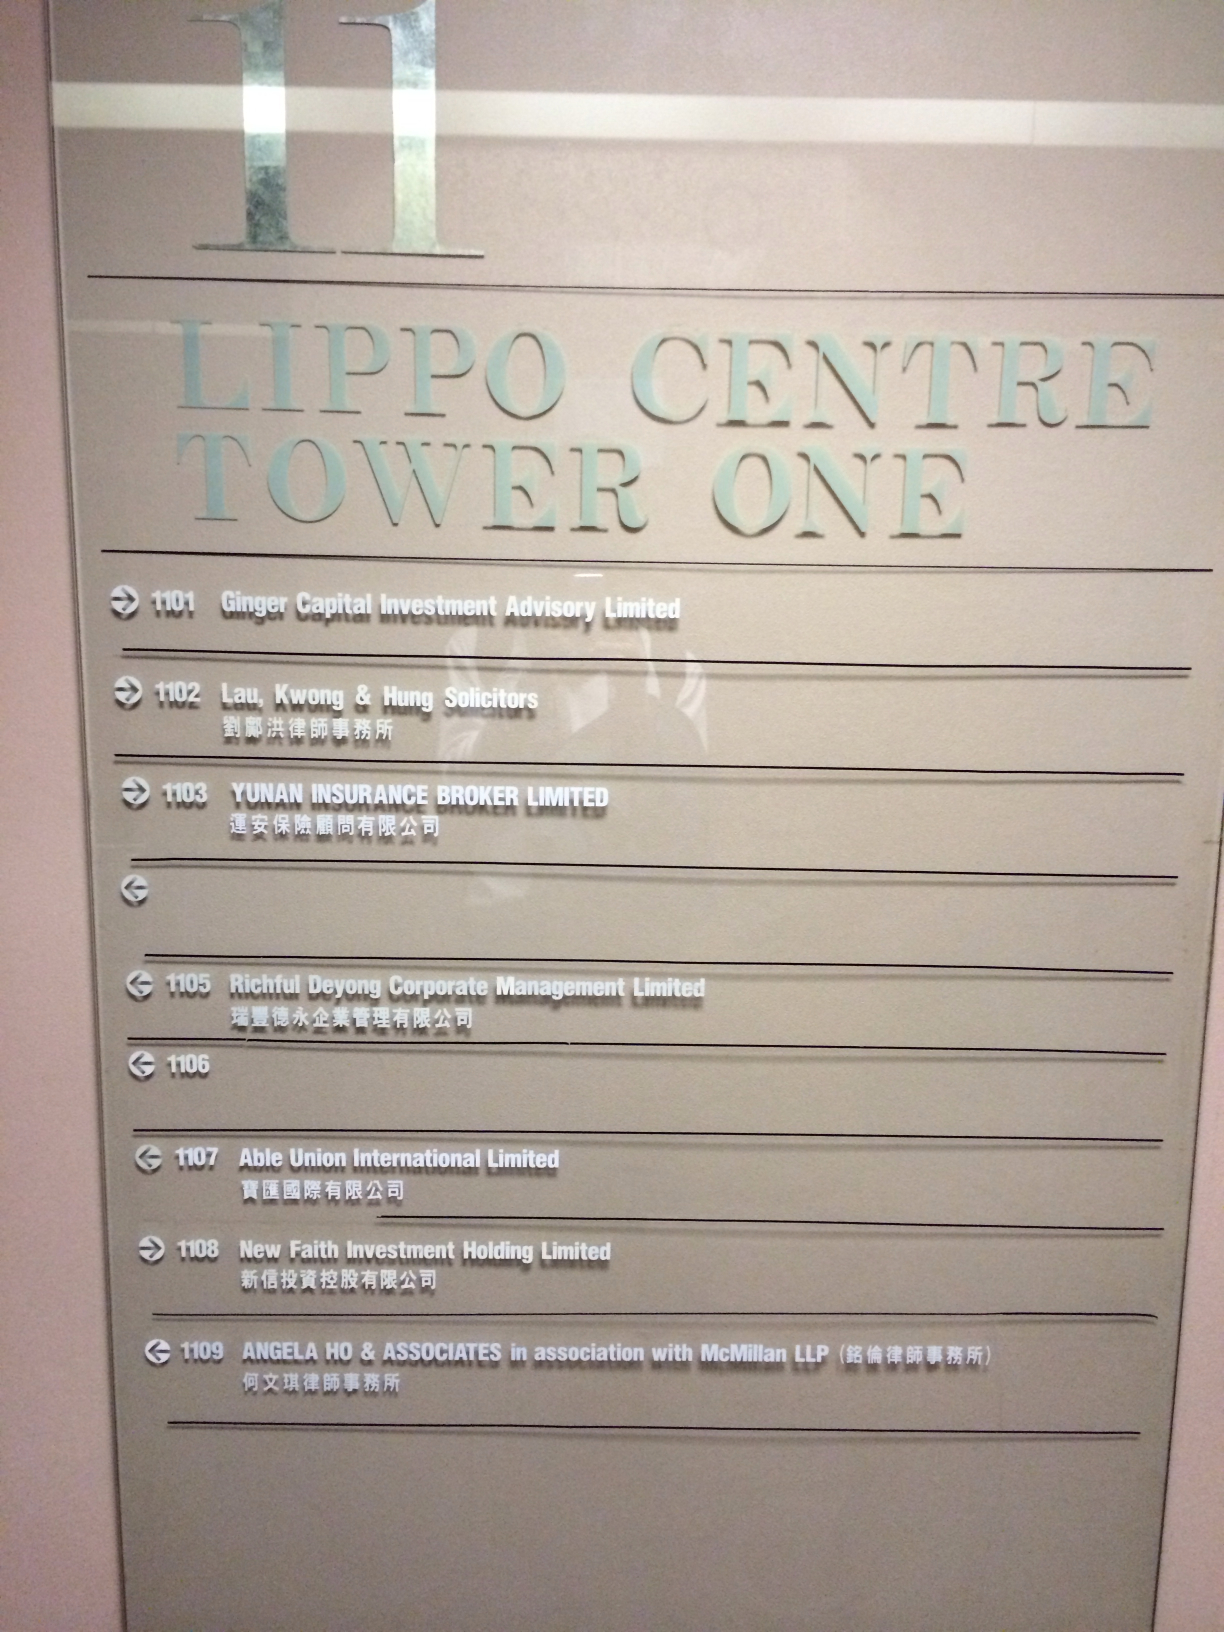 11
LIPPO CENTRE
TOWER ONE
1101 Ginger Capital Investment Advisory Limited
1102 Lau, Kwong & Hung Solicitors
劉鄺洪律師事務所
1103 YUNAN INSURANCE BROKER LIMITED
運安保險顧問有限公司
1105 Richful Deyong Corporate Management Limited
瑞豐德永企業管理有限公司
1106
1107 Able Union International Limited
寶匯國際有限公司
1108 New Faith Investment Holding Limited
新信投資控股有限公司
1109 ANGELA HO & ASSOCIATES in association with McMillan LLP (銘倫律師事務所)
何文琪律師事務所